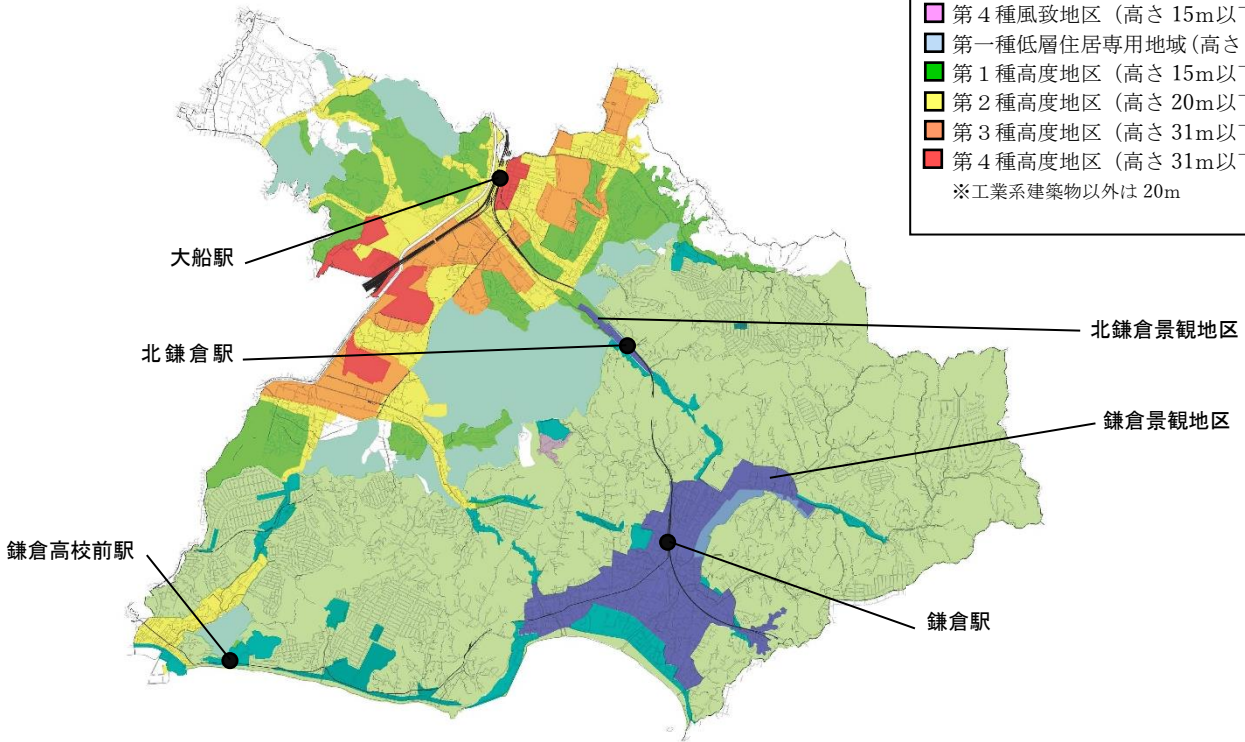 第４種風致地区（高さ 15m以下
第一種低層住居専用地域（高さ
第１種高度地区（高さ 15m以下
第２種高度地区（高さ 20m以下
第３種高度地区（高さ 31m以下
第４種高度地区（高さ 31m以下
※工業系建築物以外は 20m
大船駅
北鎌倉駅
北鎌倉景観地区
鎌倉景観地区
鎌倉高校前駅
鎌倉駅